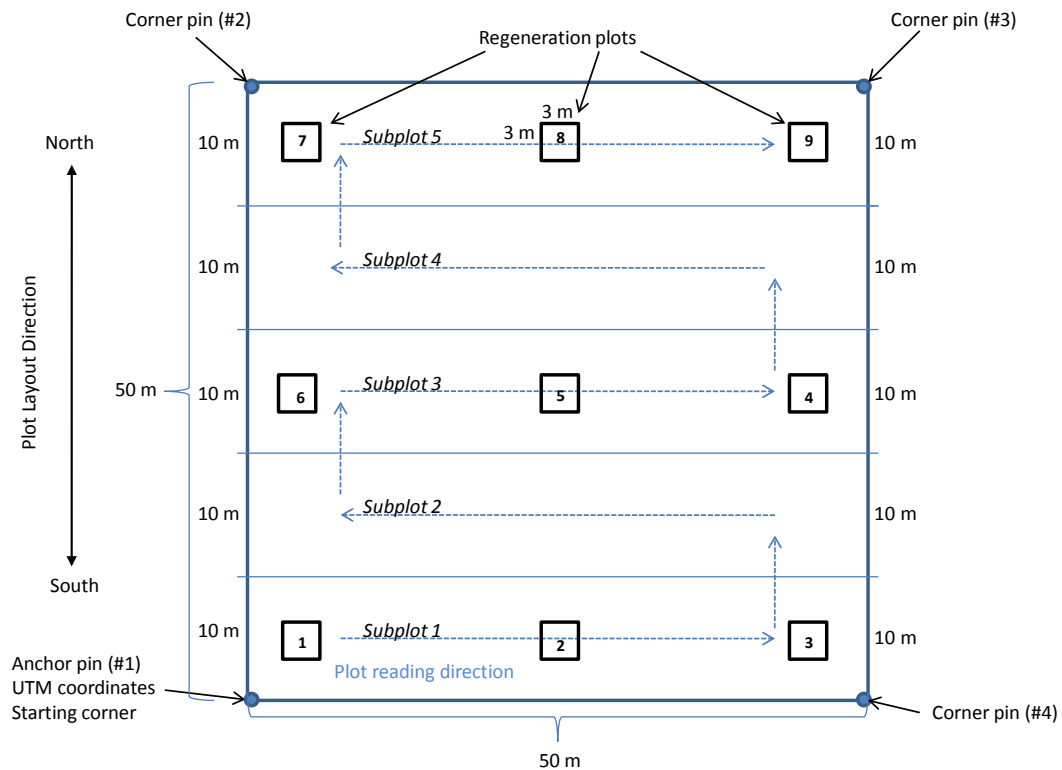 Corner pin (#2)
Corner pin (#3)
Regeneration plots
3 m
North
10 m
7
Subplot 5
3 m
8
9
10 m
10 m
Subplot 4
10 m
Plot Layout Direction
50 m
10 m
6
Subplot 3
5
4
10 m
10 m
Subplot 2
10 m
South
10 m
1
Subplot 1
2
3
10 m
Plot reading direction
Anchor pin (#1)
UTM coordinates
Starting corner
Corner pin (#4)
50 m